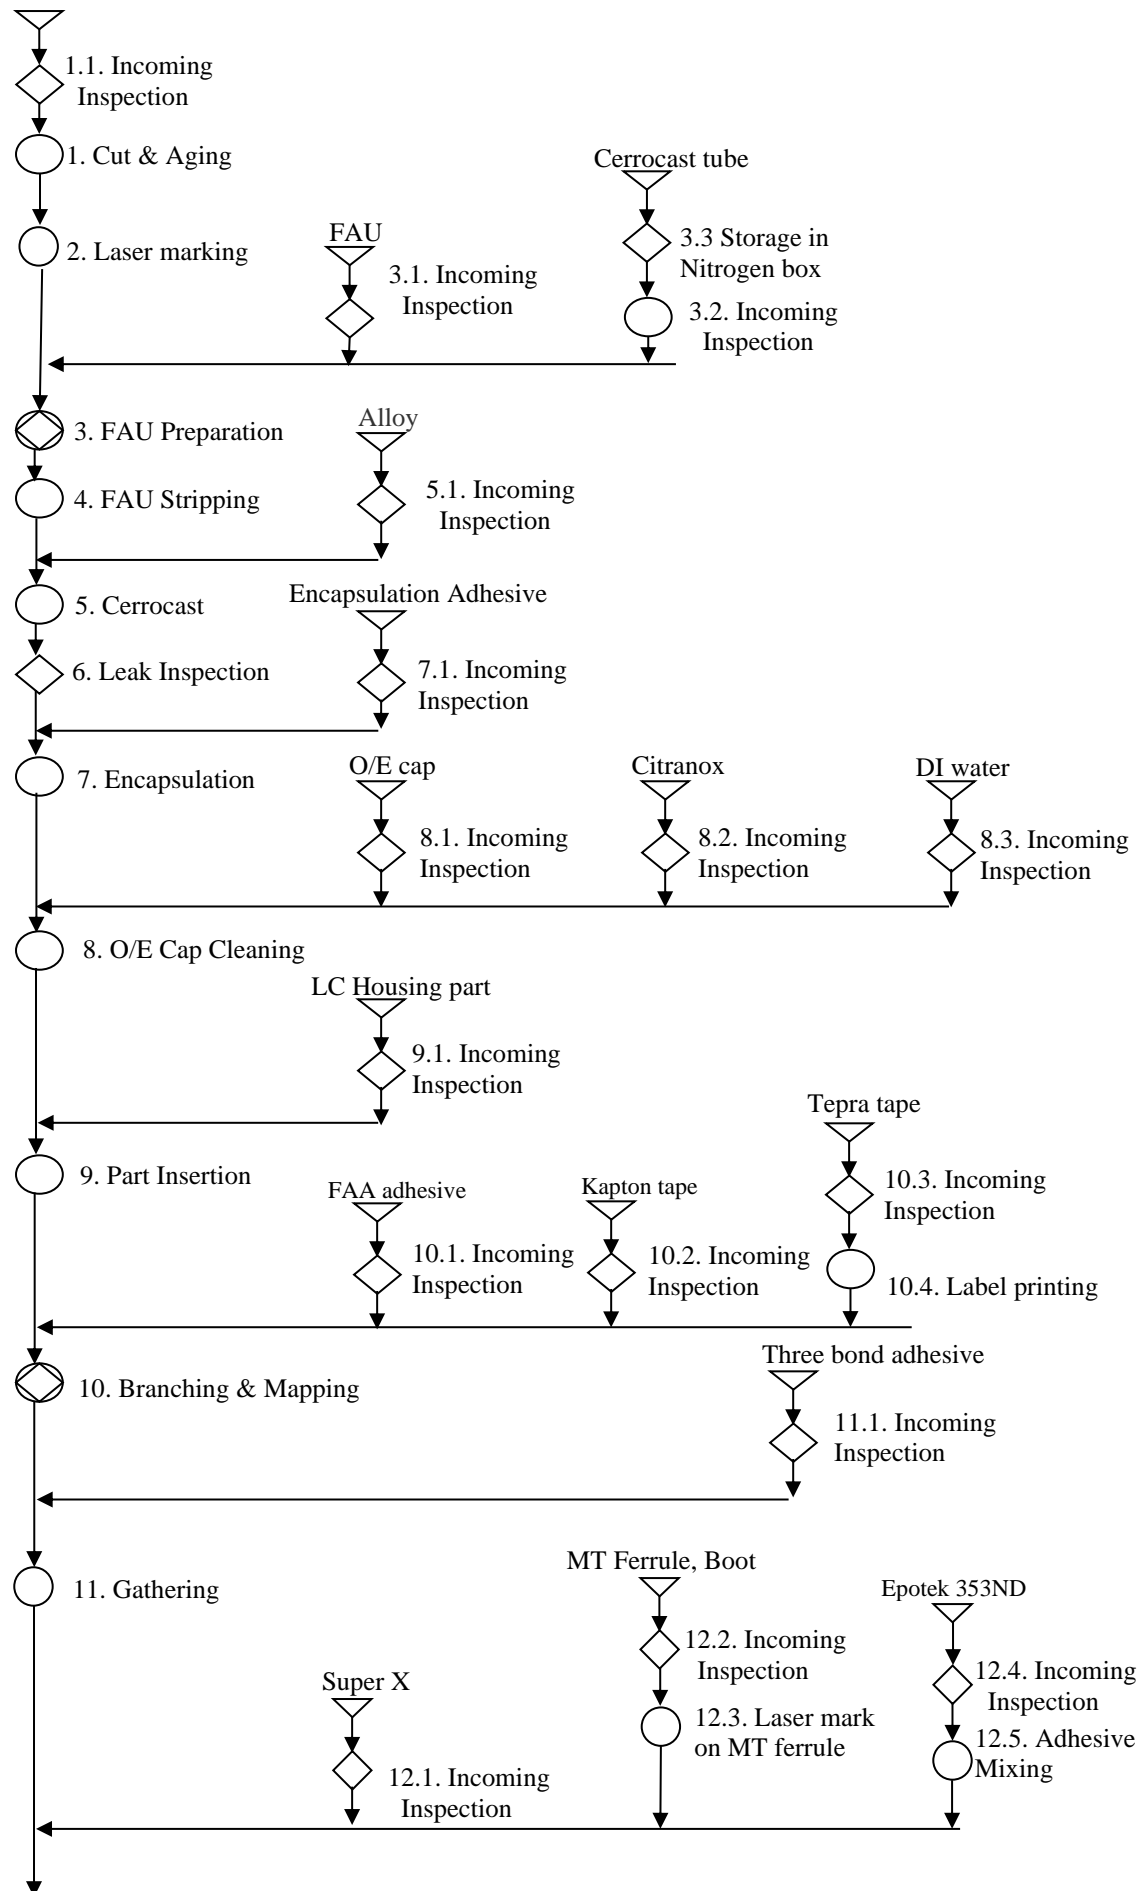 1.1. Incoming
Inspection
1. Cut & Aging
Cerrocast tube
2. Laser marking
FAU
3.1. Incoming
Inspection
3.3 Storage in
Nitrogen box
3.2. Incoming
Inspection
3. FAU Preparation
Alloy
4. FAU Stripping
5.1. Incoming
Inspection
5. Cerrocast
Encapsulation Adhesive
6. Leak Inspection
7.1. Incoming
Inspection
7. Encapsulation
O/E cap
Citranox
DI water
8.1. Incoming
Inspection
8.2. Incoming
Inspection
8.3. Incoming
Inspection
8. O/E Cap Cleaning
LC Housing part
9.1. Incoming
Inspection
Tepra tape
9. Part Insertion
FAA adhesive
Kapton tape
10.3. Incoming
Inspection
10.1. Incoming
Inspection
10.2. Incoming
Inspection
10.4. Label printing
Three bond adhesive
10. Branching & Mapping
11.1. Incoming
Inspection
MT Ferrule, Boot
11. Gathering
Epotek 353ND
12.2. Incoming
Inspection
Super X
12.4. Incoming
Inspection
12.3. Laser mark
on MT ferrule
12.5. Adhesive
Mixing
12.1. Incoming
Inspection